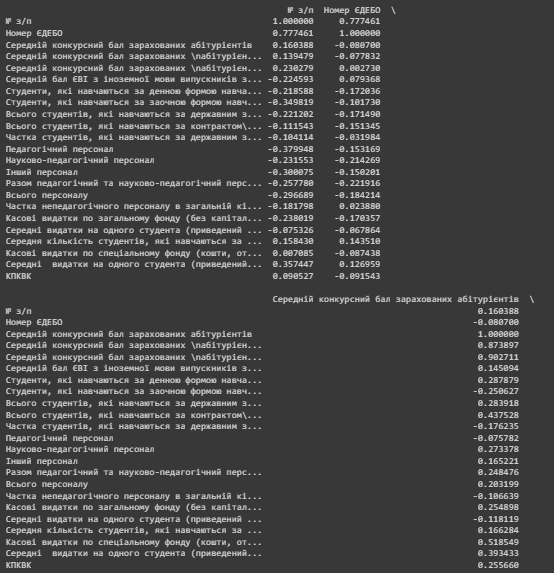 № з/п Номер ЄДЕБО \
№ з/п 1.000000 0.777461
Номер ЄДЕБО 0.777461 1.000000
Середній конкурсний бал зарахованих абітурієнтів 0.160388 -0.080700
Середній конкурсний бал зарахованих \nабітурієн... 0.139479 -0.077832
Середній конкурсний бал зарахованих \nабітурієн... 0.230279 0.002730
Середній бал ЄВІ з іноземної мови випускників з... -0.224593 0.079368
Студенти, які навчаються за денною формою навча... -0.218588 -0.172036
Студенти, які навчаються за заочною формою навч... -0.349819 -0.101730
Всього студентів, які навчаються за державним з... -0.221202 -0.171490
Всього студентів, які навчаються за контрактом\... -0.111543 -0.151345
Частка студентів, які навчаються за державним з... -0.104114 -0.031984
Педагогічний персонал -0.379948 -0.153169
Науково-педагогічний персонал -0.231553 -0.214269
Інший персонал -0.300075 -0.150201
Разом педагогічний та науково-педагогічний перс... -0.257780 -0.221916
Всього персоналу -0.296689 -0.184214
Частка непедагогічного персоналу в загальній кі... -0.181798 0.023880
Касові видатки по загальному фонду (без капітал... -0.238019 -0.170357
Середні видатки на одного студента (приведений ... -0.075326 -0.067864
Середня кількість студентів, які навчаються за ... 0.158430 0.143510
Касові видатки по спеціальному фонду (кошти, от... 0.007085 -0.087438
Середні  видатки на одного студента (приведений... 0.357447 0.126959
КПКВК 0.090527 -0.091543
Середній конкурсний бал зарахованих абітурієнтів \
№ з/п 0.160388
Номер ЄДЕБО -0.080700
Середній конкурсний бал зарахованих абітурієнтів 1.000000
Середній конкурсний бал зарахованих \nабітурієн... 0.873897
Середній конкурсний бал зарахованих \nабітурієн... 0.902711
Середній бал ЄВІ з іноземної мови випускників з... 0.145094
Студенти, які навчаються за денною формою навча... 0.287879
Студенти, які навчаються за заочною формою навч... -0.250627
Всього студентів, які навчаються за державним з... 0.283918
Всього студентів, які навчаються за контрактом\... 0.437528
Частка студентів, які навчаються за державним з... -0.176235
Педагогічний персонал -0.075782
Науково-педагогічний персонал 0.273378
Інший персонал 0.165221
Разом педагогічний та науково-педагогічний перс... 0.248476
Всього персоналу 0.203199
Частка непедагогічного персоналу в загальній кі... -0.106639
Касові видатки по загальному фонду (без капітал... 0.254898
Середні видатки на одного студента (приведений ... -0.118119
Середня кількість студентів, які навчаються за ... 0.166284
Касові видатки по спеціальному фонду (кошти, от... 0.518549
Середні  видатки на одного студента (приведений... 0.393433
КПКВК 0.255660